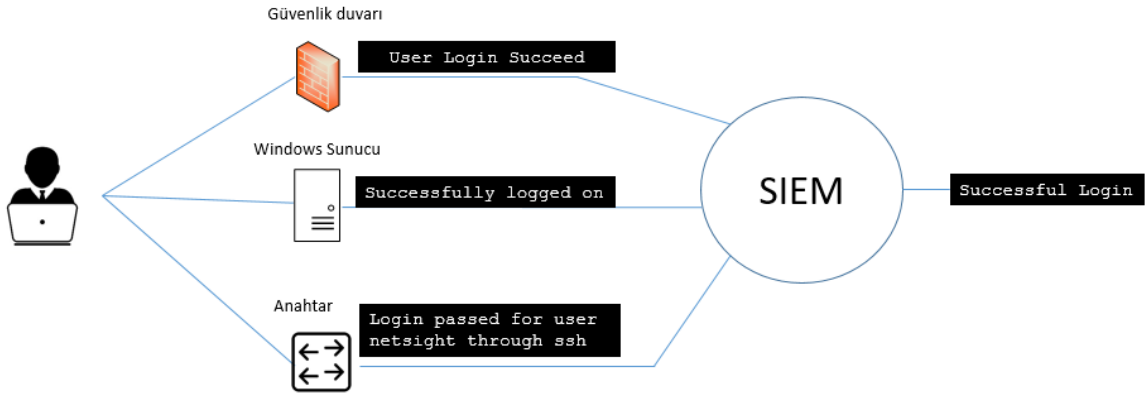 Güvenlik duvarı
User Login Succeed
Windows Sunucu
Successfully logged on
SIEM
Successful Login
Anahtar
Login passed for user
netsight through ssh